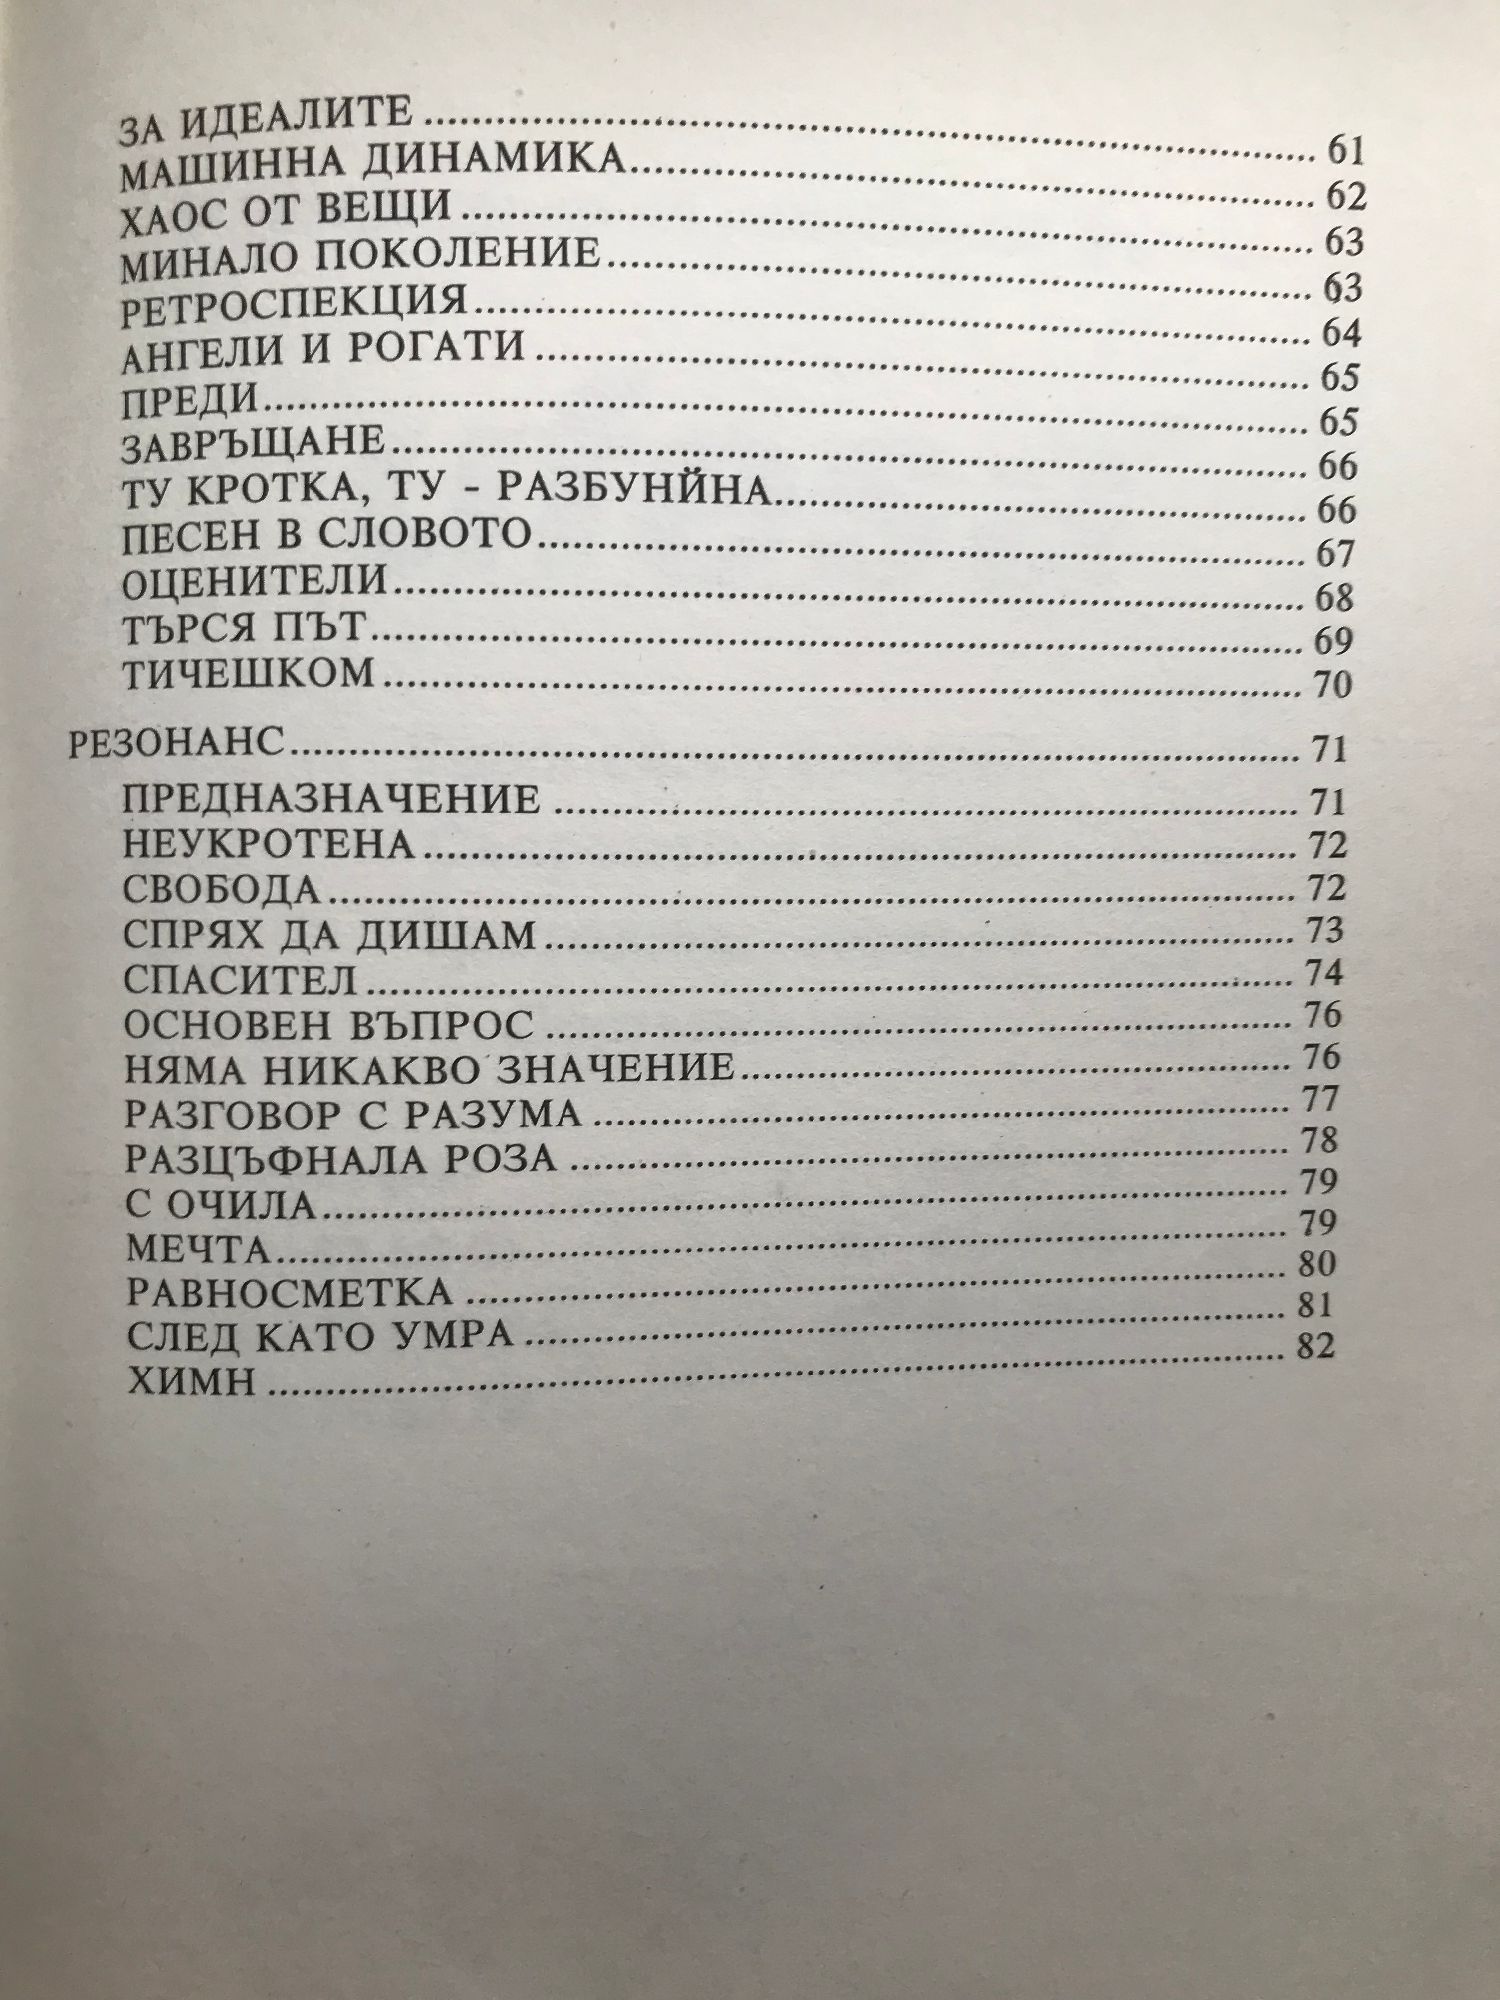 ЗА ИДЕАЛИТЕ........................................ 61
МАШИННА ДИНАМИКА........................................ 62
ХАОС ОТ ВЕЩИ........................................ 63
МИНАЛО ПОКОЛЕНИЕ........................................ 63
РЕТРОСПЕКЦИЯ........................................ 64
АНГЕЛИ И РОГАТИ........................................ 65
ПРЕДИ........................................ 65
ЗАВРЪЩАНЕ........................................ 66
ТУ КРОТКА, ТУ - РАЗБУНЙНА........................................ 66
ПЕСЕН В СЛОВОТО........................................ 67
ОЦЕНИТЕЛИ........................................ 68
ТЪРСЯ ПЪТ........................................ 69
ТИЧЕШКОМ........................................ 70
РЕЗОНАНС........................................ 71
ПРЕДНАЗНАЧЕНИЕ........................................ 71
НЕУКРОТЕНА........................................ 72
СВОБОДА........................................ 72
СПРЯХ ДА ДИШАМ........................................ 73
СПАСИТЕЛ........................................ 74
ОСНОВЕН ВЪПРОС........................................ 76
НЯМА НИКАКВО ЗНАЧЕНИЕ........................................ 76
РАЗГОВОР С РАЗУМА........................................ 77
РАЗЦЪФНАЛА РОЗА........................................ 78
С ОЧИЛА........................................ 79
МЕЧТА........................................ 79
РАВНОСМЕТКА........................................ 80
СЛЕД КАТО УМРА........................................ 81
ХИМН........................................ 82